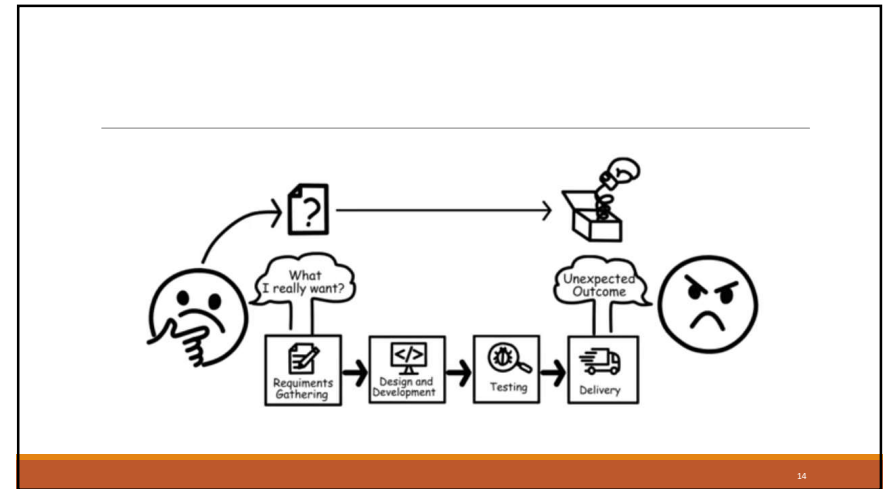 ?
What
I really want?
Unexpected
Outcome
Requiments
Gathering
</>
Design and
Development
Testing
Delivery
14